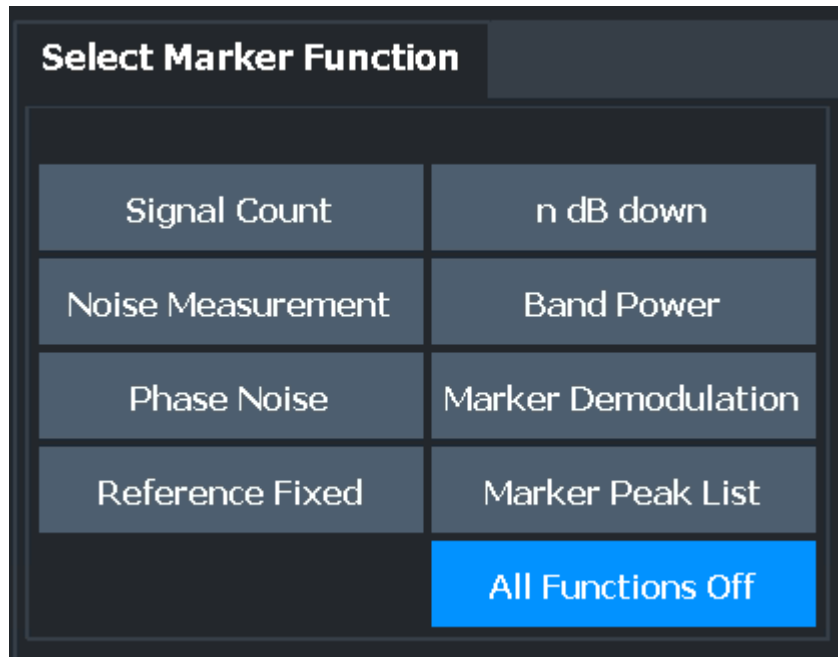 Select Marker Function
Signal Count
n dB down
Noise Measurement
Band Power
Phase Noise
Marker Demodulation
Reference Fixed
Marker Peak List
All Functions Off